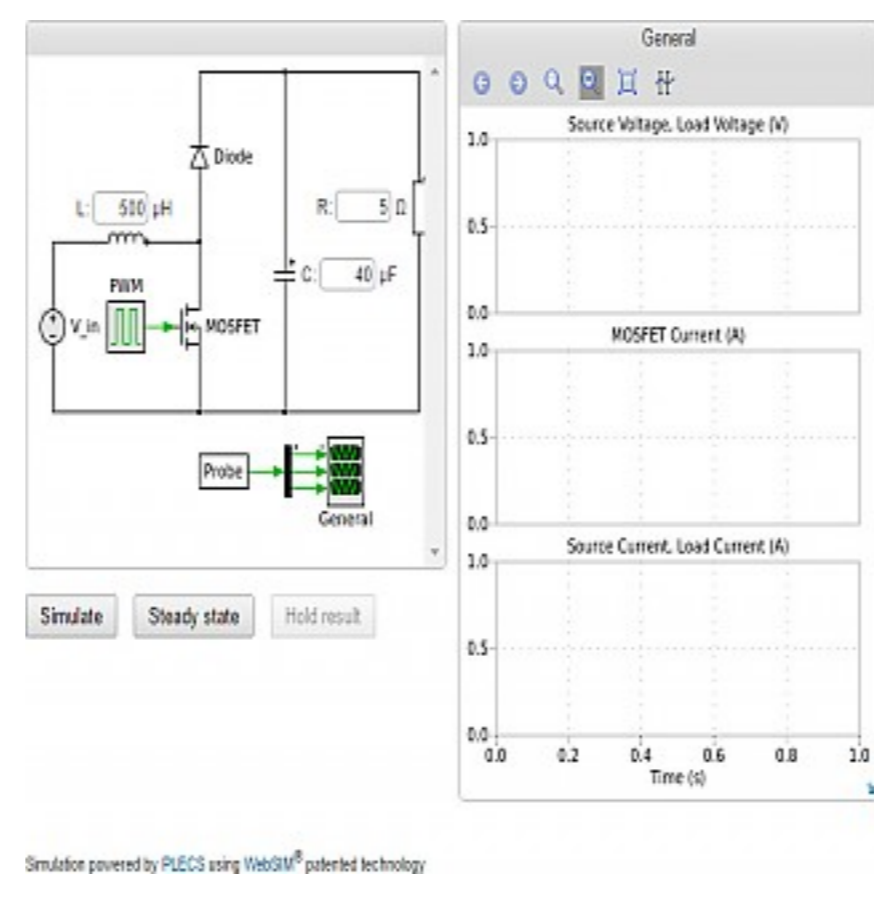 General
Diode
L: 500 µH
R: 5 Ω
C: 40 µF
PWM
V_in
MOSFET
Probe
General
Simulate
Steady state
Hold result
Source Voltage, Load Voltage (V)
1.0
0.5
0.0
MOSFET Current (A)
1.0
0.5
0.0
Source Current, Load Current (A)
1.0
0.5
0.0
0.0 0.2 0.4 0.6 0.8 1.0
Time (s)
Simulation powered by PLECS using WebSIM® patented technology